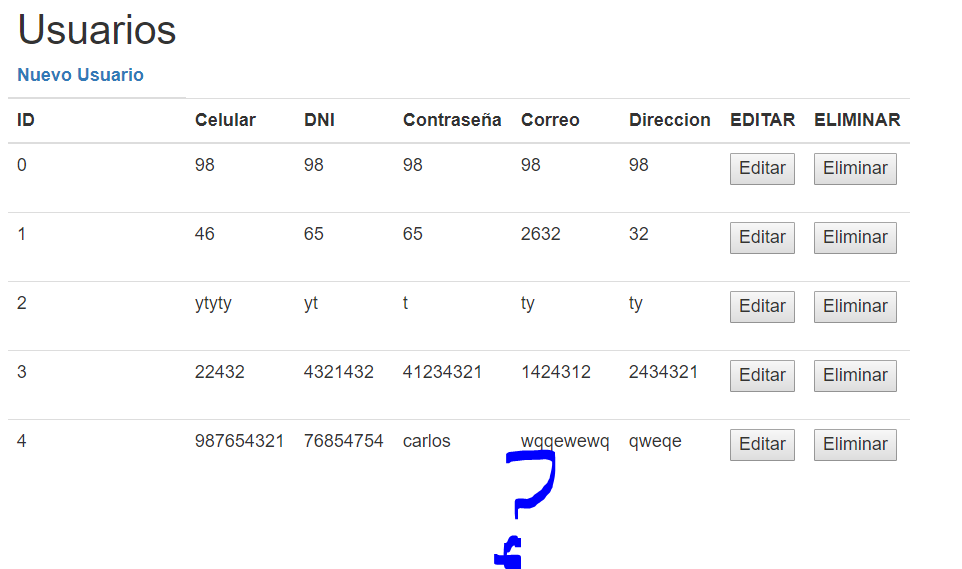 Usuarios
Nuevo Usuario
ID Celular DNI Contraseña Correo Direccion EDITAR ELIMINAR
0 98 98 98 98 98 Editar Eliminar
1 46 65 65 2632 32 Editar Eliminar
2 ytyty yt t ty ty Editar Eliminar
3 22432 4321432 41234321 1424312 2434321 Editar Eliminar
4 987654321 76854754 carlos wqqewewq qweqe Editar Eliminar
?